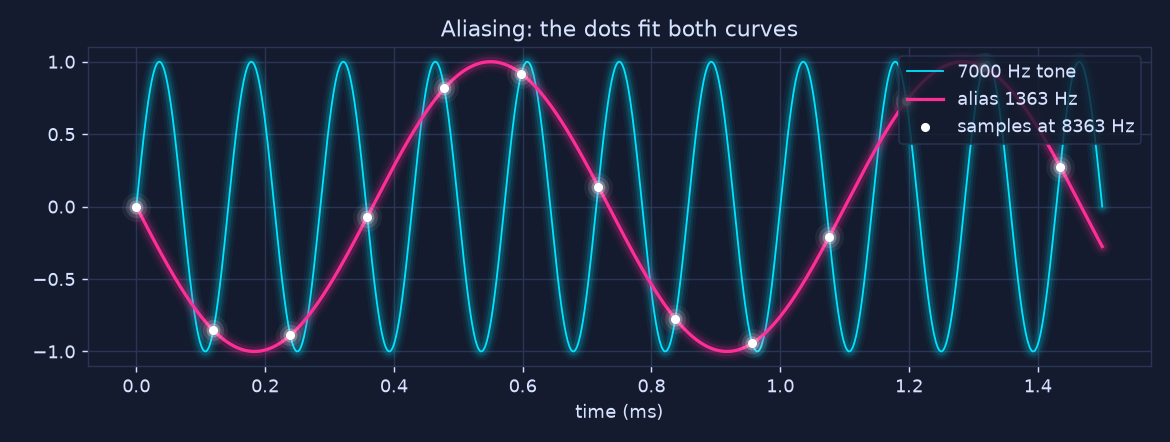 Aliasing: the dots fit both curves
1.0
0.5
0.0
−0.5
−1.0
7000 Hz tone
alias 1363 Hz
samples at 8363 Hz
0.0 0.2 0.4 0.6 0.8 1.0 1.2 1.4
time (ms)